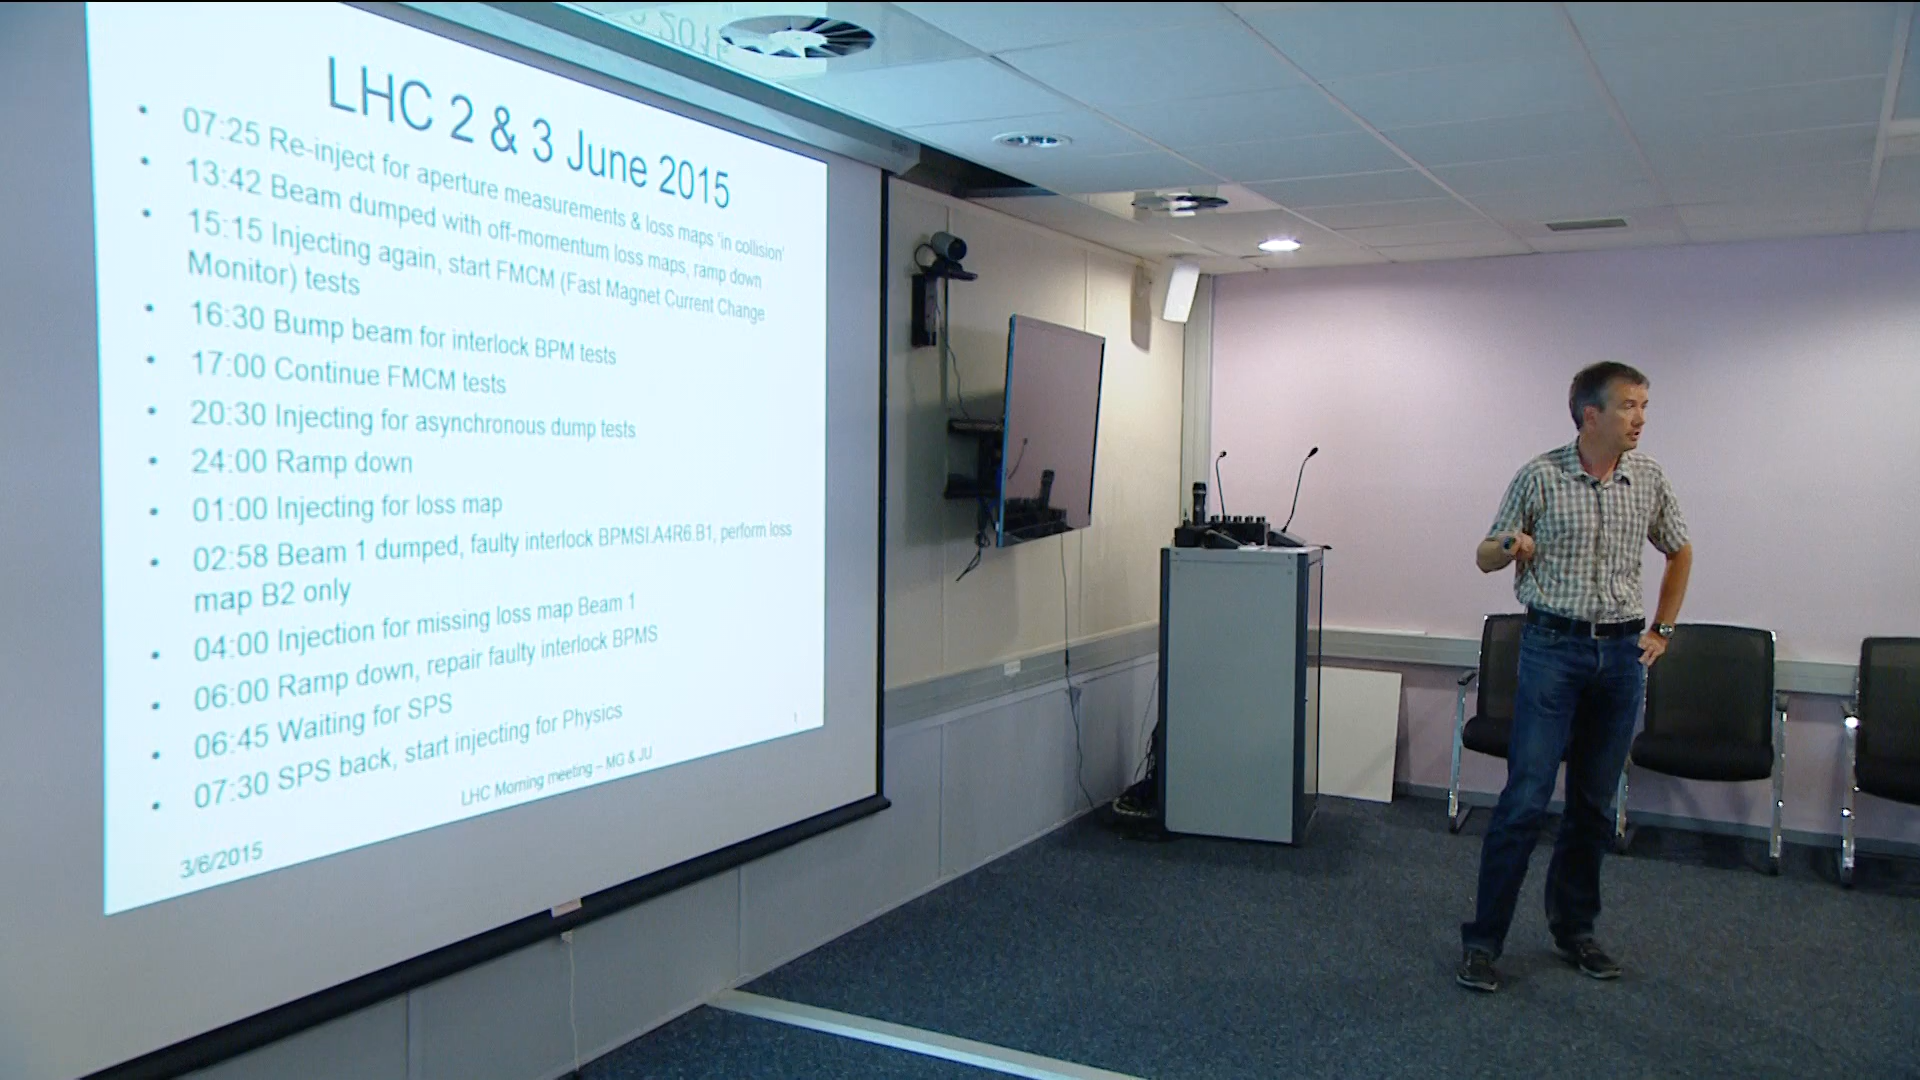 LHC 2 & 3 June 2015
• 07:25 Re-inject for aperture measurements & loss maps 'in collision'
• 13:42 Beam dumped with off-momentum loss maps, ramp down
• 15:15 Injecting again, start FMCM (Fast Magnet Current Change
Monitor) tests
• 16:30 Bump beam for interlock BPM tests
• 17:00 Continue FMCM tests
• 20:30 Injecting for asynchronous dump tests
• 24:00 Ramp down
• 01:00 Injecting for loss map
• 02:58 Beam 1 dumped, faulty interlock BPMSI.A4R6.B1, perform loss
map B2 only
• 04:00 Injection for missing loss map Beam 1
• 06:00 Ramp down, repair faulty interlock BPMS
• 06:45 Waiting for SPS
• 07:30 SPS back, start injecting for Physics
1
LHC Morning meeting – MG & JU
3/6/2015